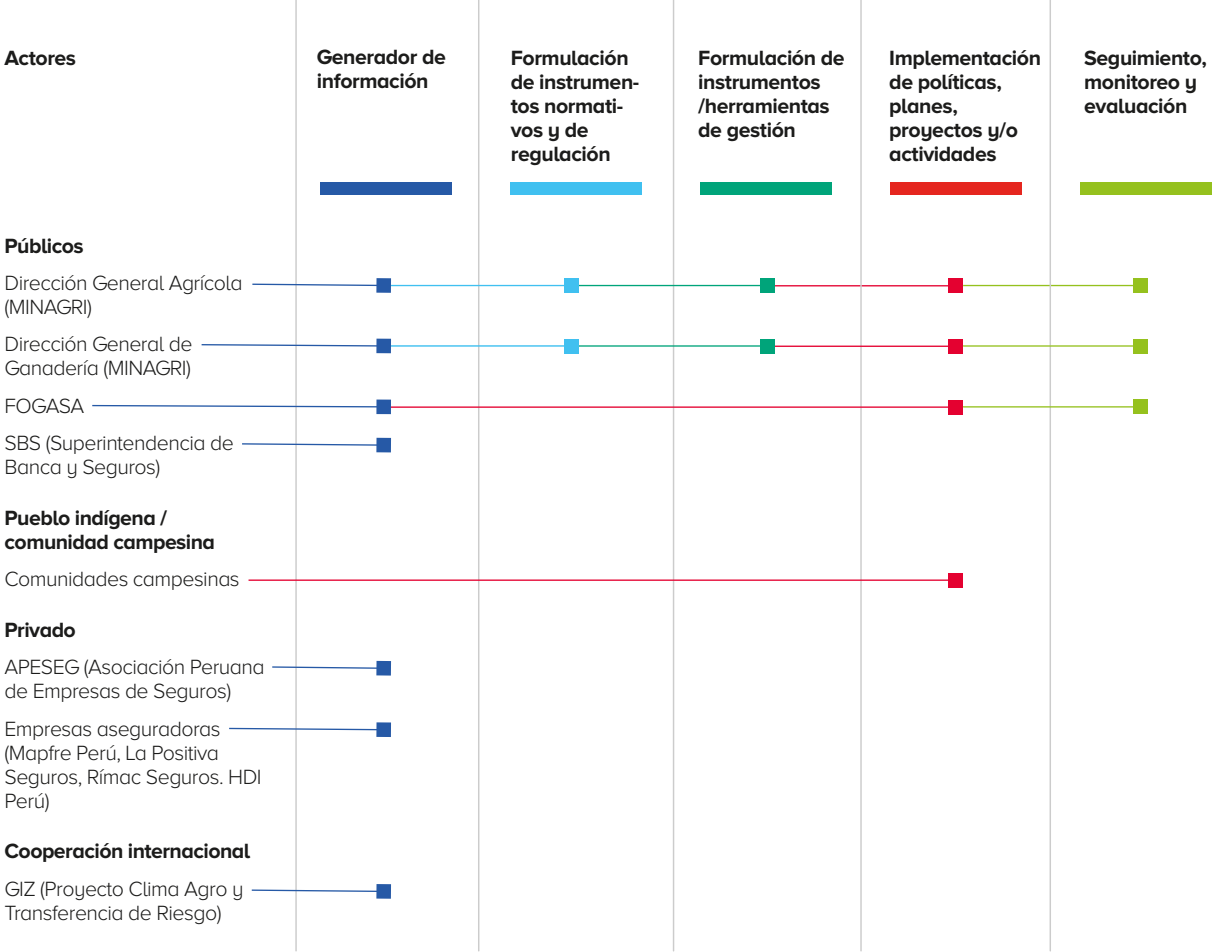 Actores
Generador de
información
Formulación
de instrumen-
tos normati-
vos y de
regulación
Formulación de
instrumentos
/herramientas
de gestión
Implementación
de políticas,
planes,
proyectos y/o
actividades
Seguimiento,
monitoreo y
evaluación
Públicos
Dirección General Agrícola
(MINAGRI)
Dirección General de
Ganadería (MINAGRI)
FOGASA
SBS (Superintendencia de
Banca y Seguros)
Pueblo indígena /
comunidad campesina
Comunidades campesinas
Privado
APESEG (Asociación Peruana
de Empresas de Seguros)
Empresas aseguradoras
(Mapfre Perú, La Positiva
Seguros, Rímac Seguros. HDI
Perú)
Cooperación internacional
GIZ (Proyecto Clima Agro y
Transferencia de Riesgo)